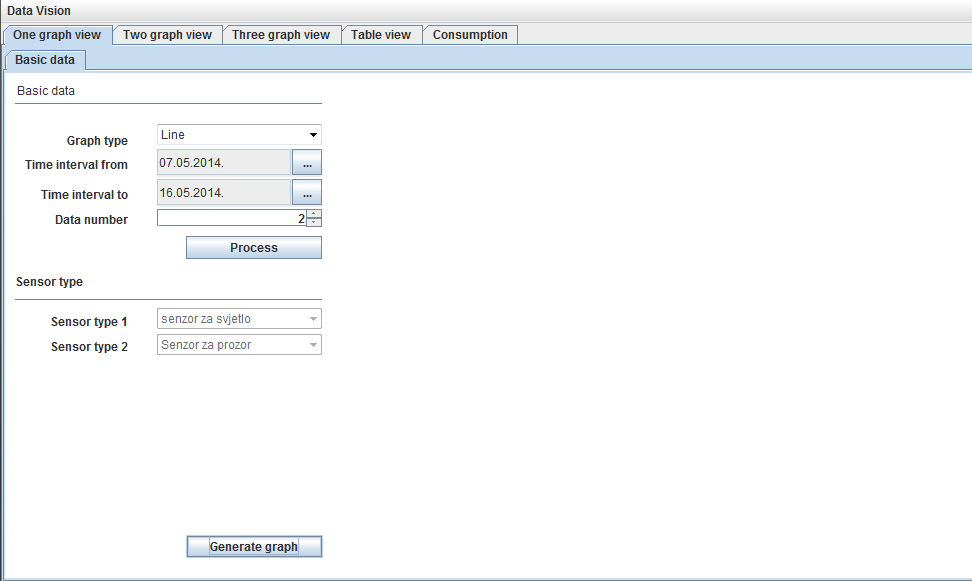 Data Vision
One graph view Two graph view Three graph view Table view Consumption
Basic data
Basic data
Graph type Line
Time interval from 07.05.2014. ...
Time interval to 16.05.2014. ...
Data number 2
Process
Sensor type
Sensor type 1 senzor za svjetlo
Sensor type 2 Senzor za prozor
Generate graph